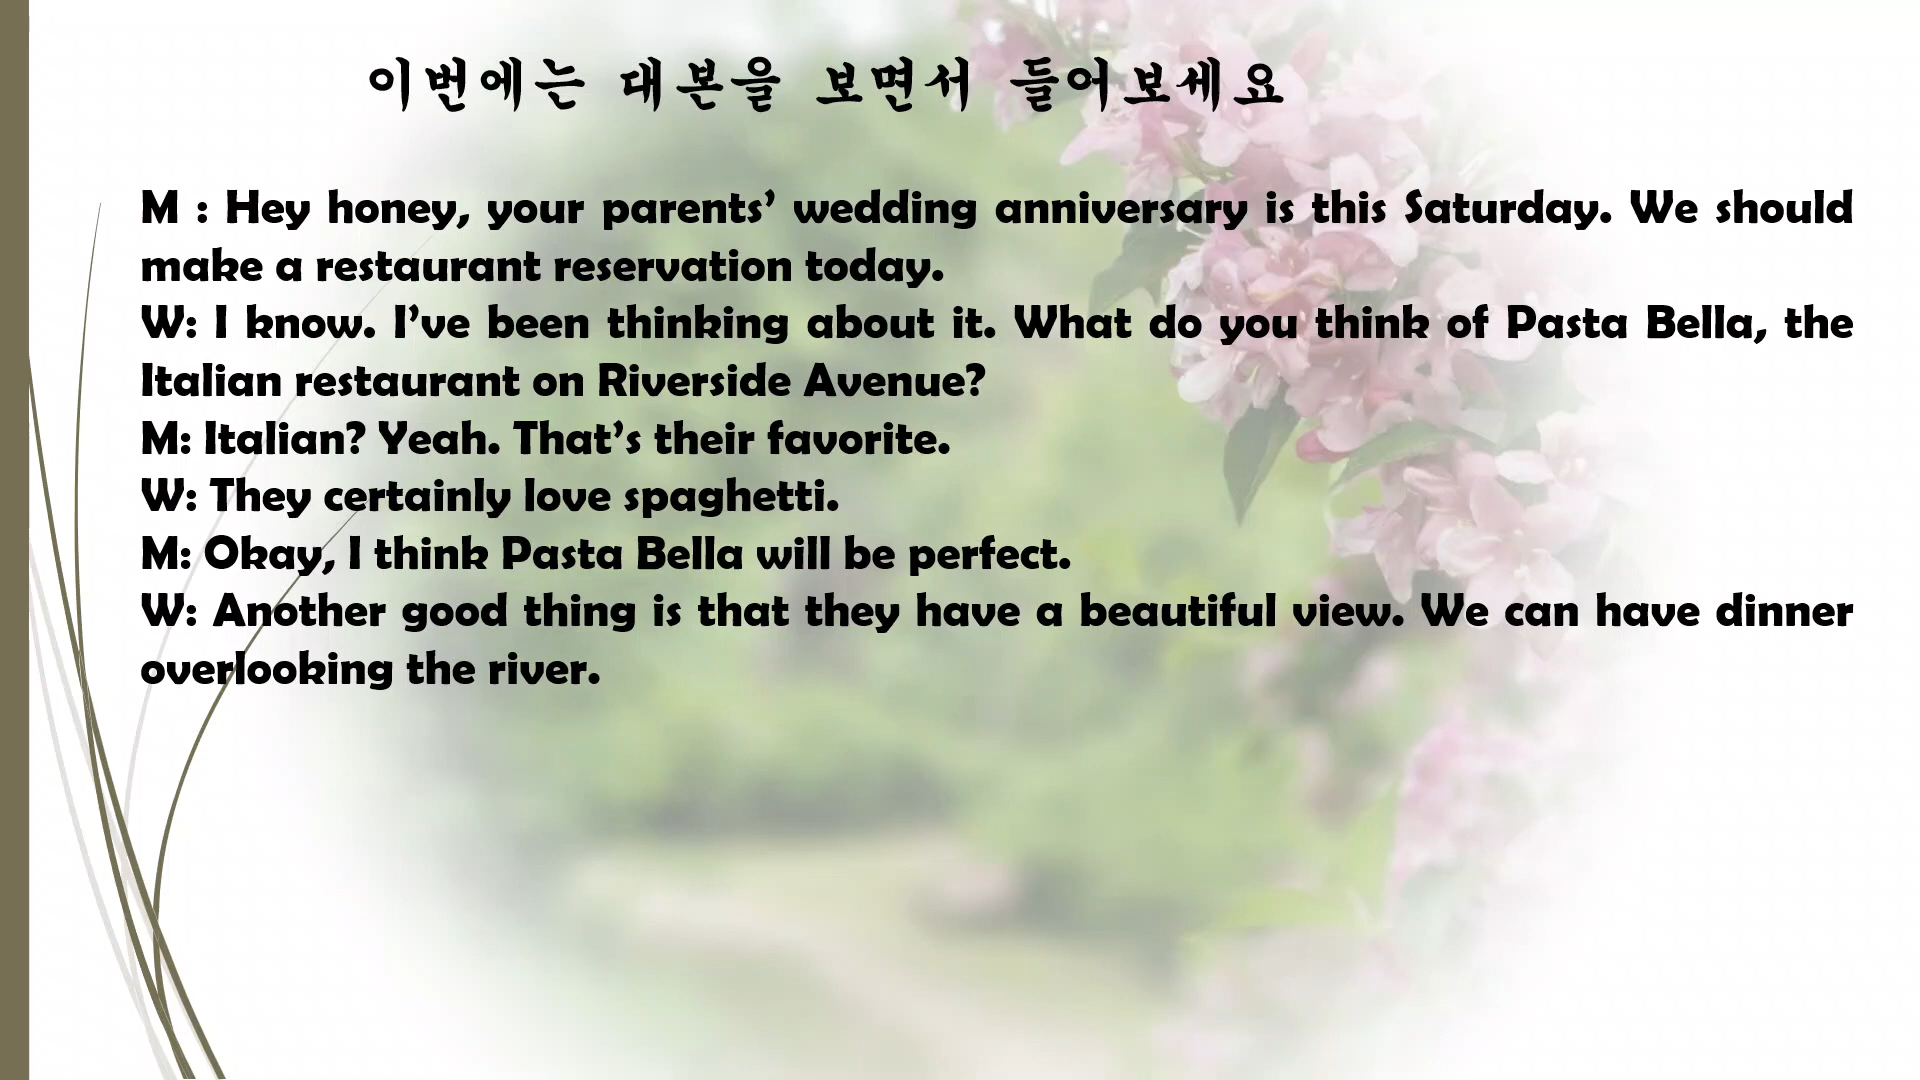 이번에는 대본을 보면서 들어보세요
M : Hey honey, your parents’ wedding anniversary is this Saturday. We should
make a restaurant reservation today.
W: I know. I’ve been thinking about it. What do you think of Pasta Bella, the
Italian restaurant on Riverside Avenue?
M: Italian? Yeah. That’s their favorite.
W: They certainly love spaghetti.
M: Okay, I think Pasta Bella will be perfect.
W: Another good thing is that they have a beautiful view. We can have dinner
overlooking the river.